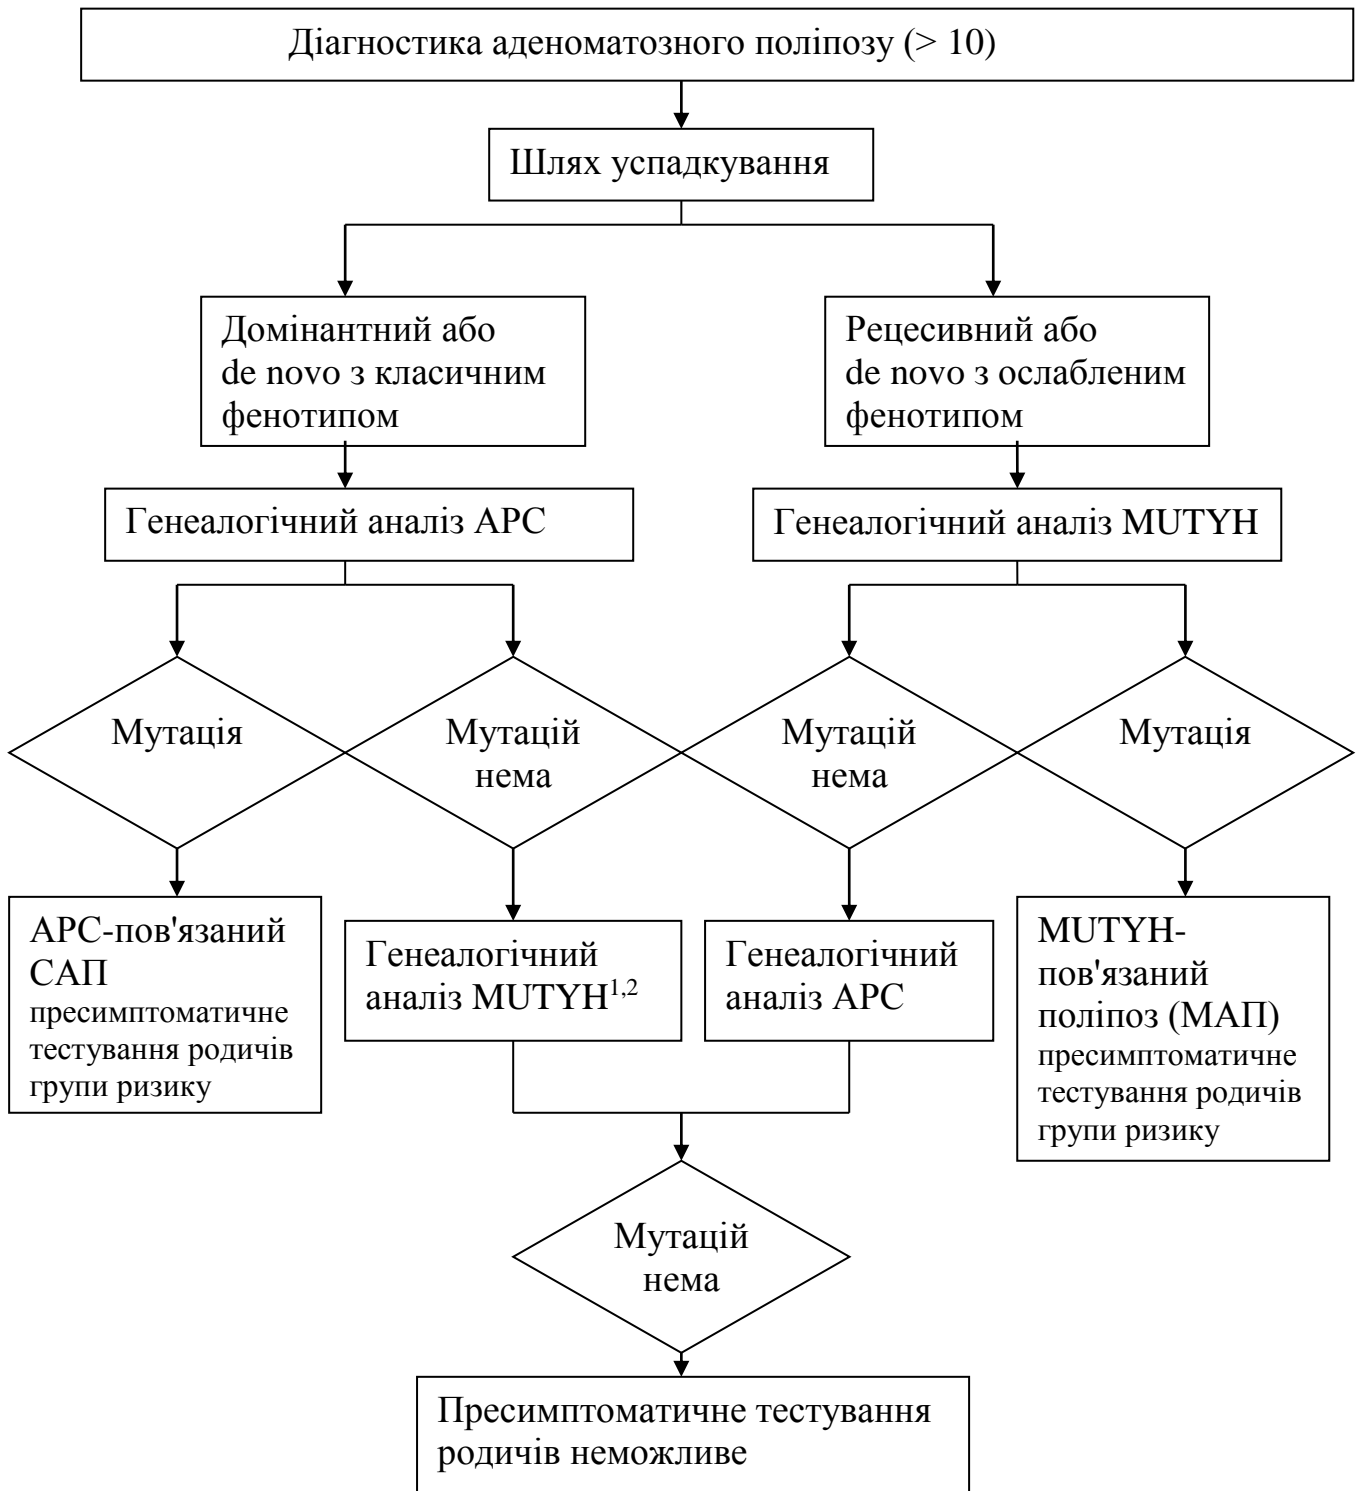 Діагностика аденоматозного поліпозу (> 10)
Шлях успадкування
Домінантний або
de novo з класичним
фенотипом
Рецесивний або
de novo з ослабленим
фенотипом
Генеалогічний аналіз APC
Генеалогічний аналіз MUTYH
Мутація
Мутацій
нема
Мутацій
нема
Мутація
APC-пов'язаний
САП
пресимптоматичне
тестування родичів
групи ризику
Генеалогічний
аналіз MUTYH1,2
Генеалогічний
аналіз APC
MUTYH-
пов'язаний
поліпоз (МАП)
пресимптоматичне
тестування родичів
групи ризику
Мутацій
нема
Пресимптоматичне тестування
родичів неможливе